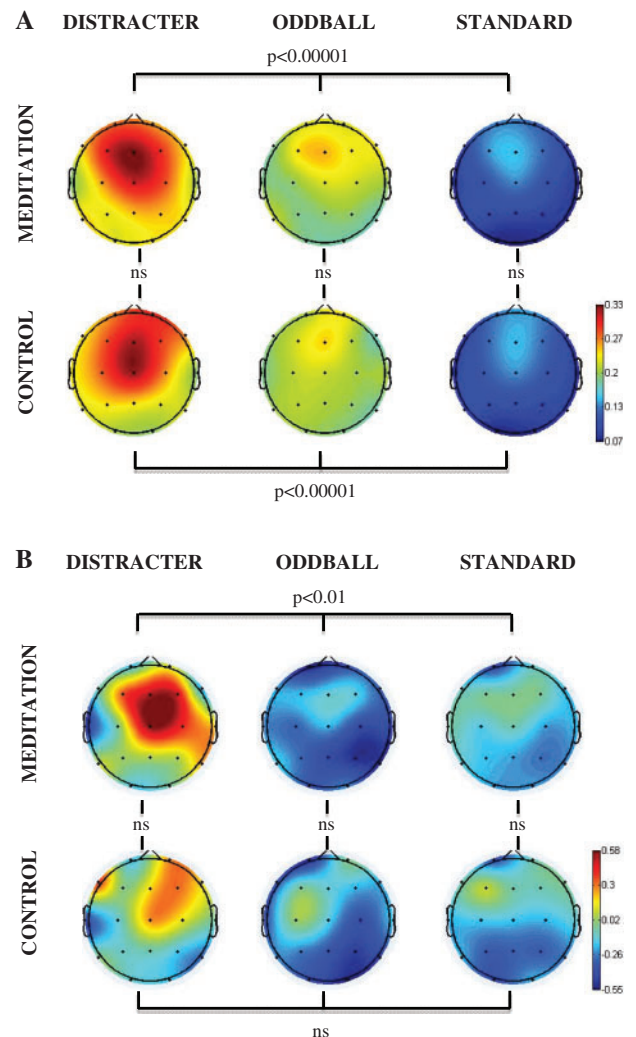 A DISTRACTER ODDBALL STANDARD
p<0.00001
MEDITATION
ns ns ns
CONTROL
0.33
0.27
0.2
0.13
0.07
p<0.00001
B DISTRACTER ODDBALL STANDARD
p<0.01
MEDITATION
ns ns ns
CONTROL
0.58
0.3
0.02
-0.26
-0.55
ns